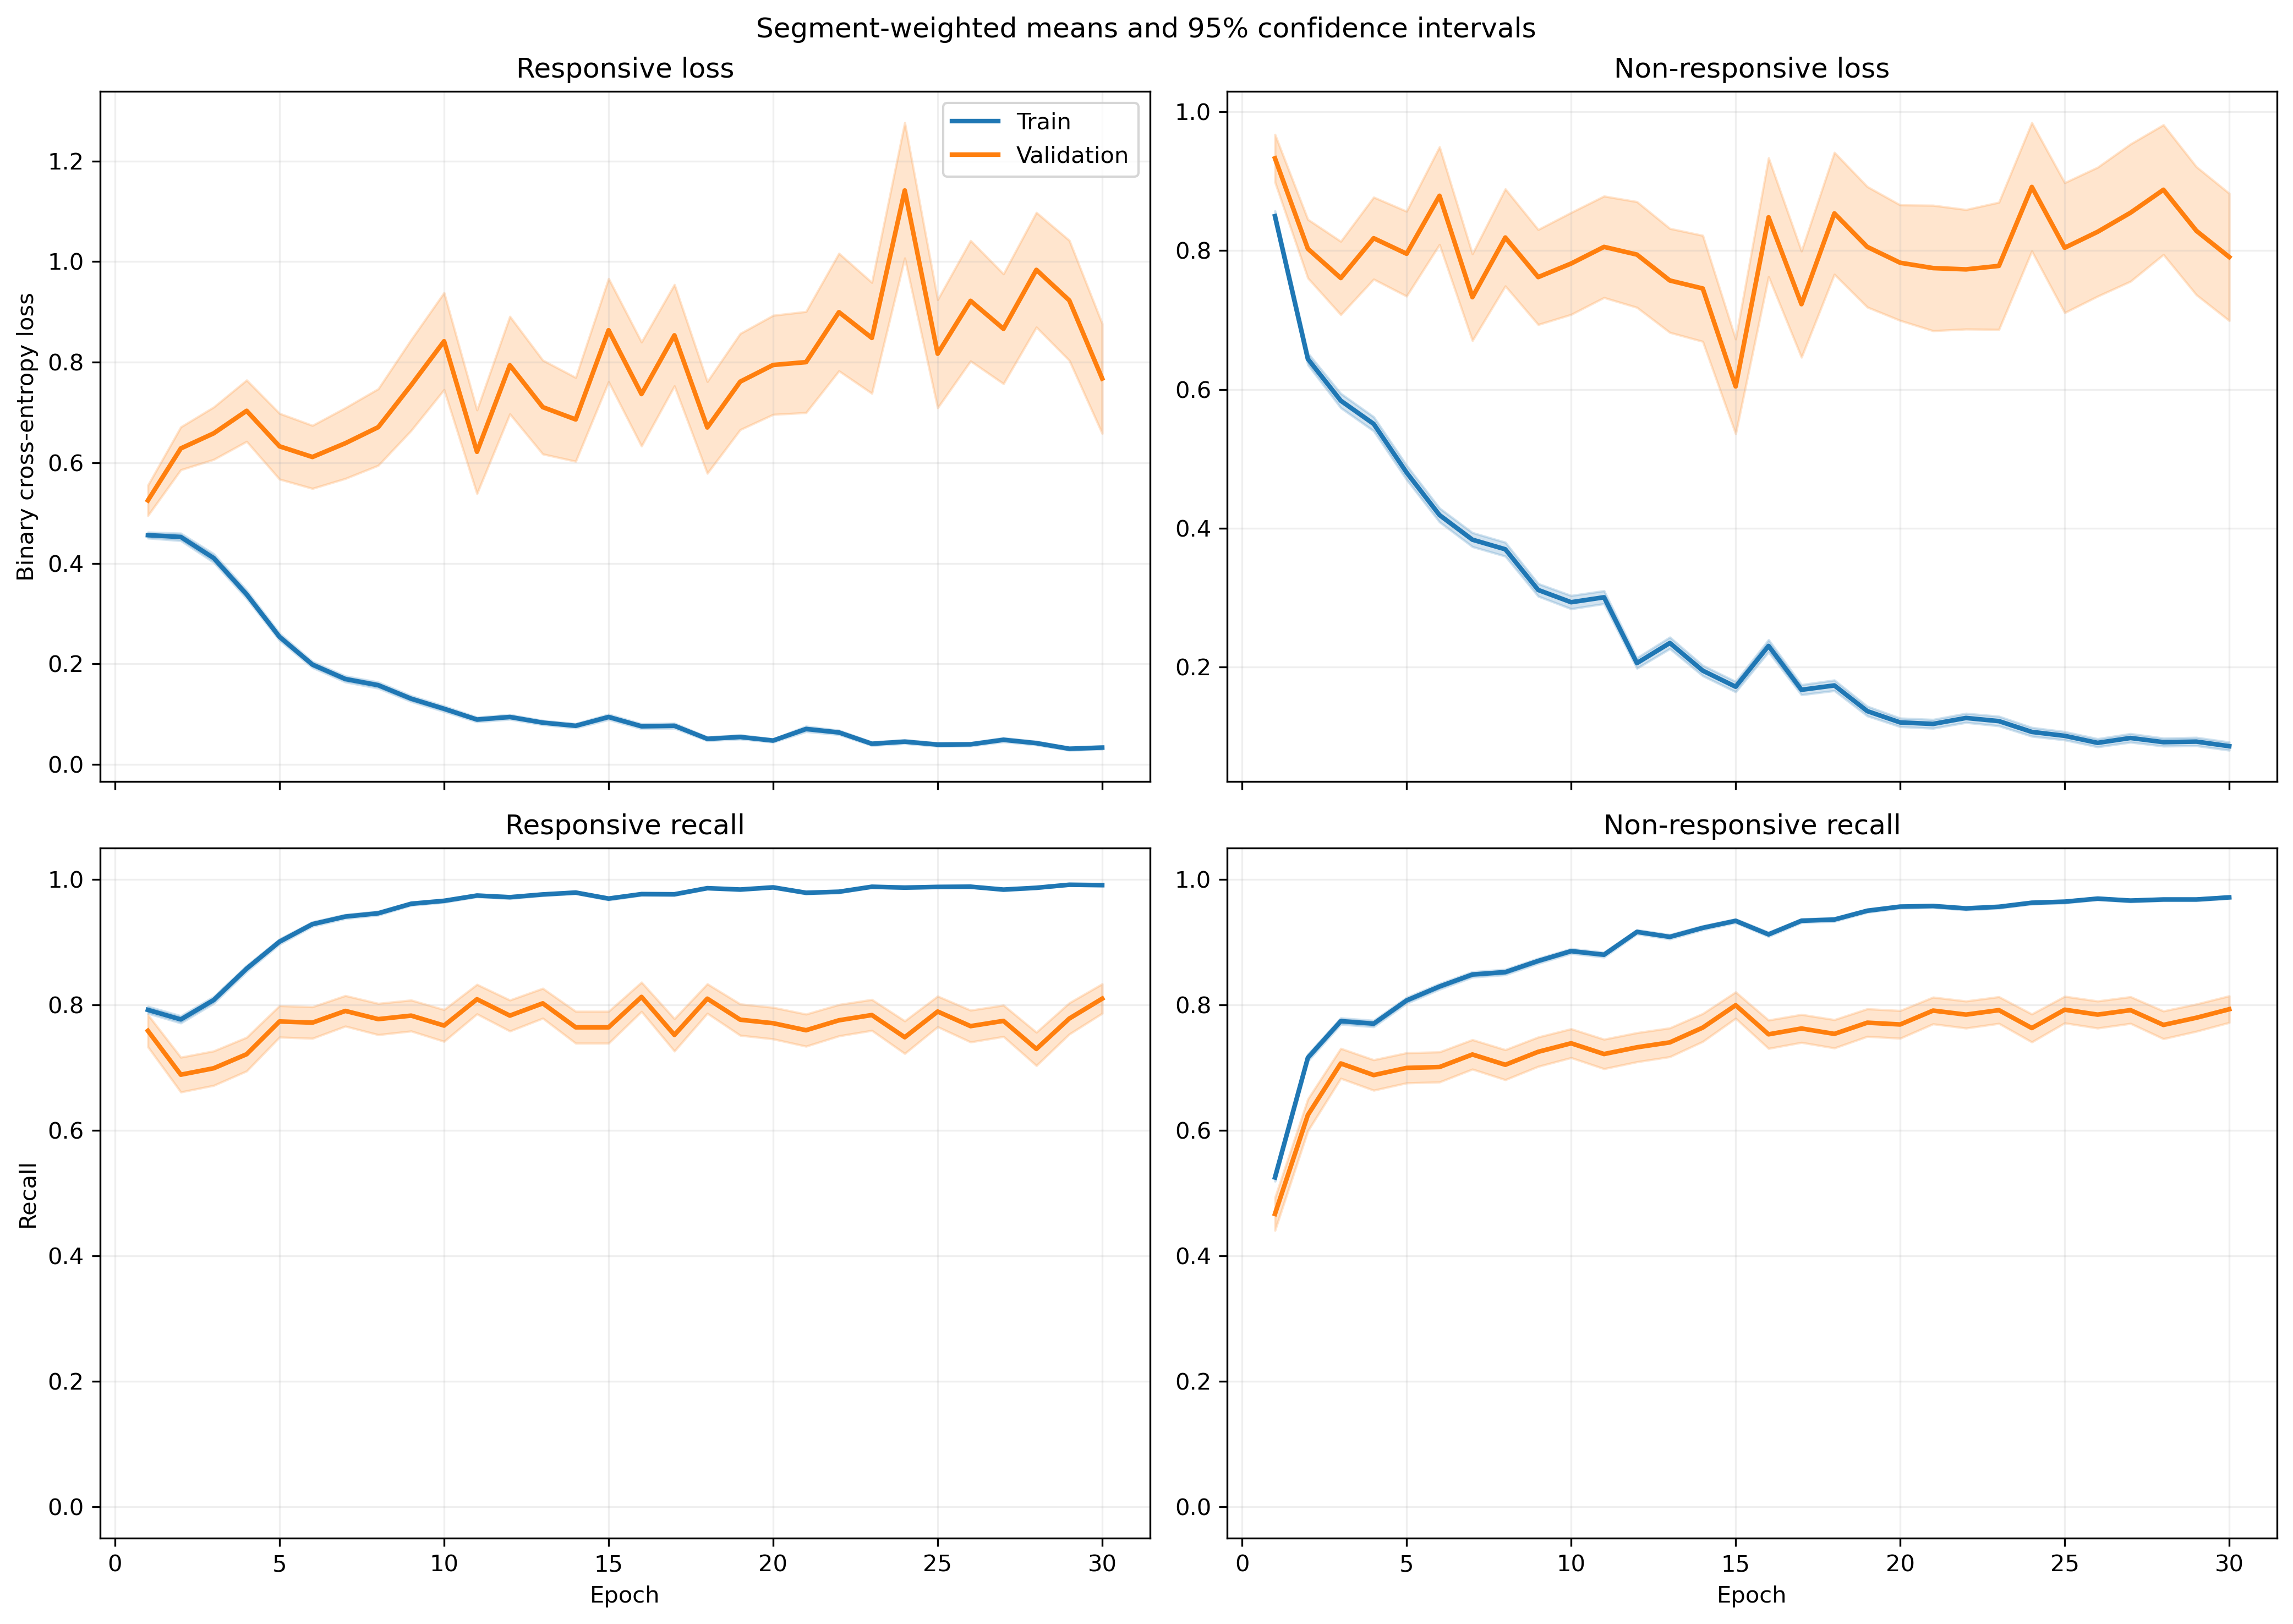 Segment-weighted means and 95% confidence intervals
Responsive loss
Non-responsive loss
Train
Validation
Binary cross-entropy loss
1.2
1.0
0.8
0.6
0.4
0.2
0.0
1.0
0.8
0.6
0.4
0.2
Responsive recall
Non-responsive recall
Recall
1.0
0.8
0.6
0.4
0.2
0.0
0 5 10 15 20 25 30
Epoch
1.0
0.8
0.6
0.4
0.2
0.0
0 5 10 15 20 25 30
Epoch